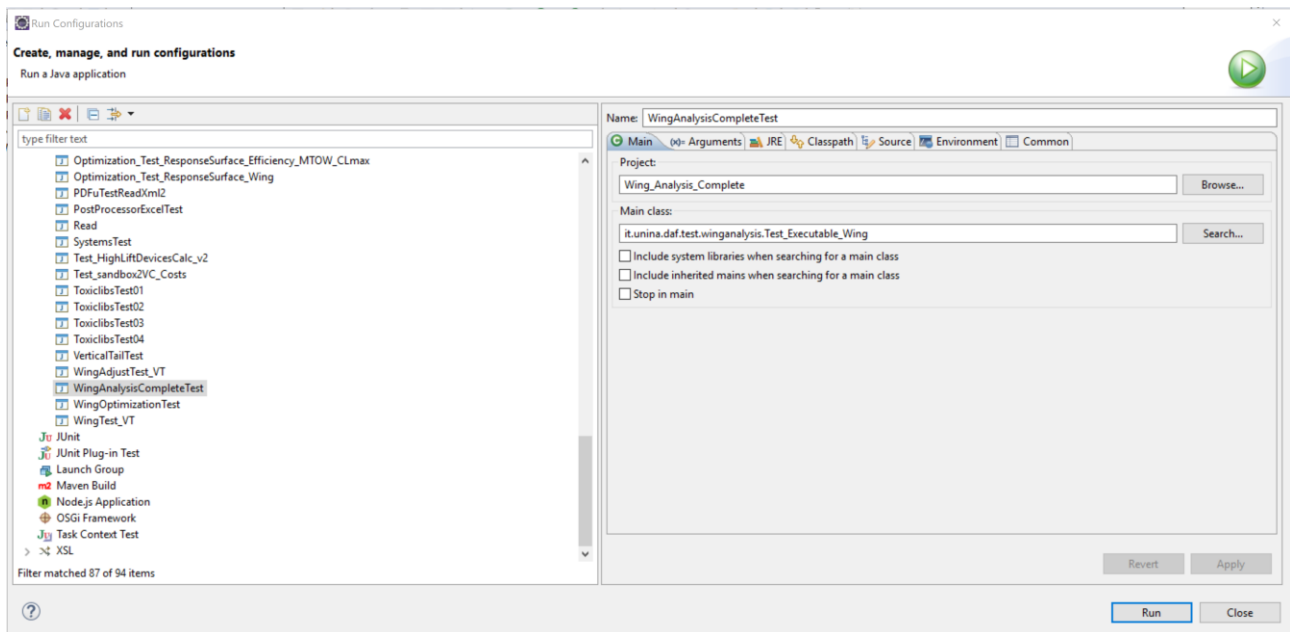 Run Configurations
Create, manage, and run configurations
Run a Java application
type filter text
Optimization_Test_ResponseSurface_Efficiency_MTOW_CLmax
Optimization_Test_ResponseSurface_Wing
PDFuTestReadXml2
PostProcessorExcelTest
Read
SystemsTest
Test_HighLiftDevicesCalc_v2
Test_sandbox2VC_Costs
ToxiclibsTest01
ToxiclibsTest02
ToxiclibsTest03
ToxiclibsTest04
VerticalTailTest
WingAdjustTest_VT
WingAnalysisCompleteTest
WingOptimizationTest
WingTest_VT
JUnit
JUnit Plug-in Test
Launch Group
m2 Maven Build
Node.js Application
OSGi Framework
Task Context Test
XSL
Filter matched 87 of 94 items
Name: WingAnalysisCompleteTest
Main (x)= Arguments JRE Classpath Source Environment Common
Project:
Wing_Analysis_Complete Browse...
Main class:
it.unina.daf.test.winganalysis.Test_Executable_Wing Search...
Include system libraries when searching for a main class
Include inherited mains when searching for a main class
Stop in main
Revert Apply
Run Close